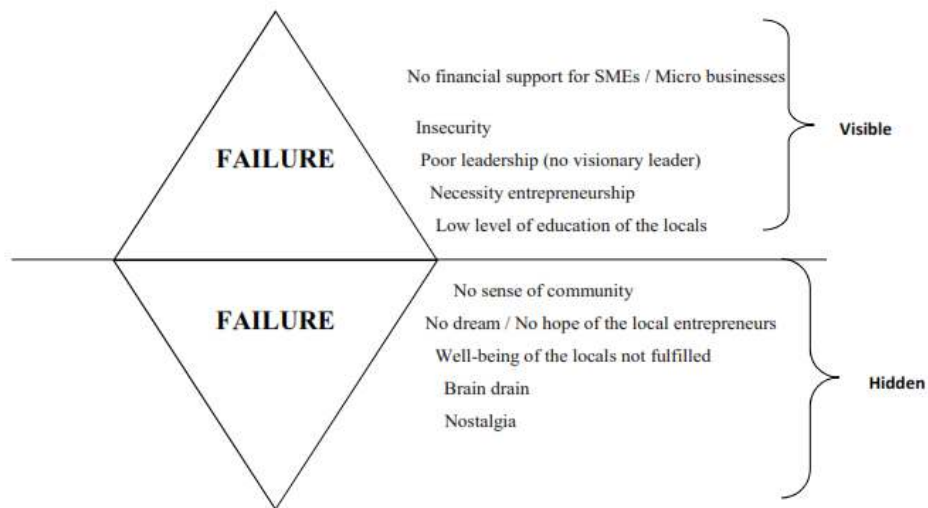 No financial support for SMEs / Micro businesses
Insecurity
Visible
FAILURE
Poor leadership (no visionary leader)
Necessity entrepreneurship
Low level of education of the locals
No sense of community
FAILURE
No dream / No hope of the local entrepreneurs
Well-being of the locals not fulfilled
Hidden
Brain drain
Nostalgia